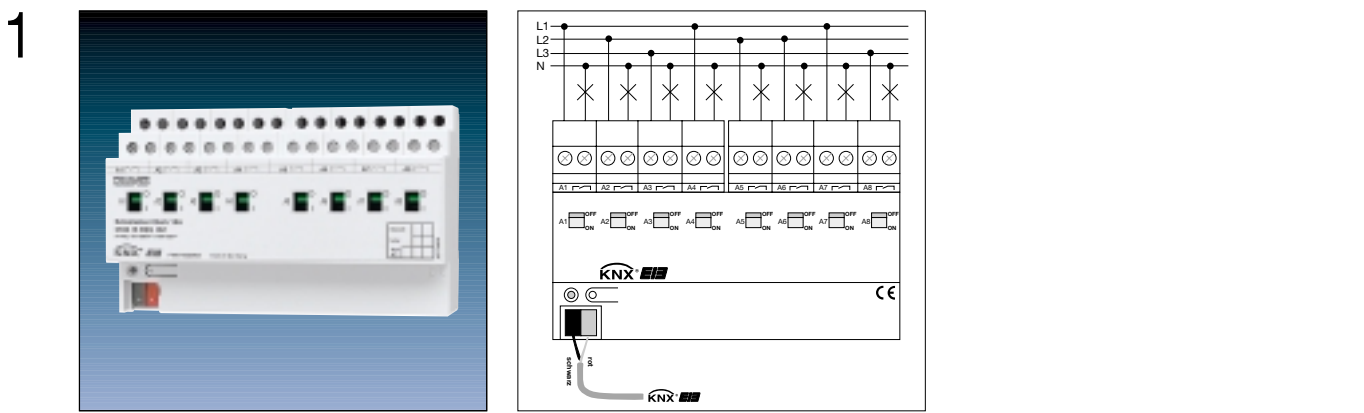 1
L1
L2
L3
N
A1 A2 A3 A4 A5 A6 A7 A8
OFF OFF OFF OFF OFF OFF OFF OFF
A1 A2 A3 A4 A5 A6 A7 A8
ON ON ON ON ON ON ON ON
KNX EIB
KNX EIB
CE
schwarz
rot
KNX EIB